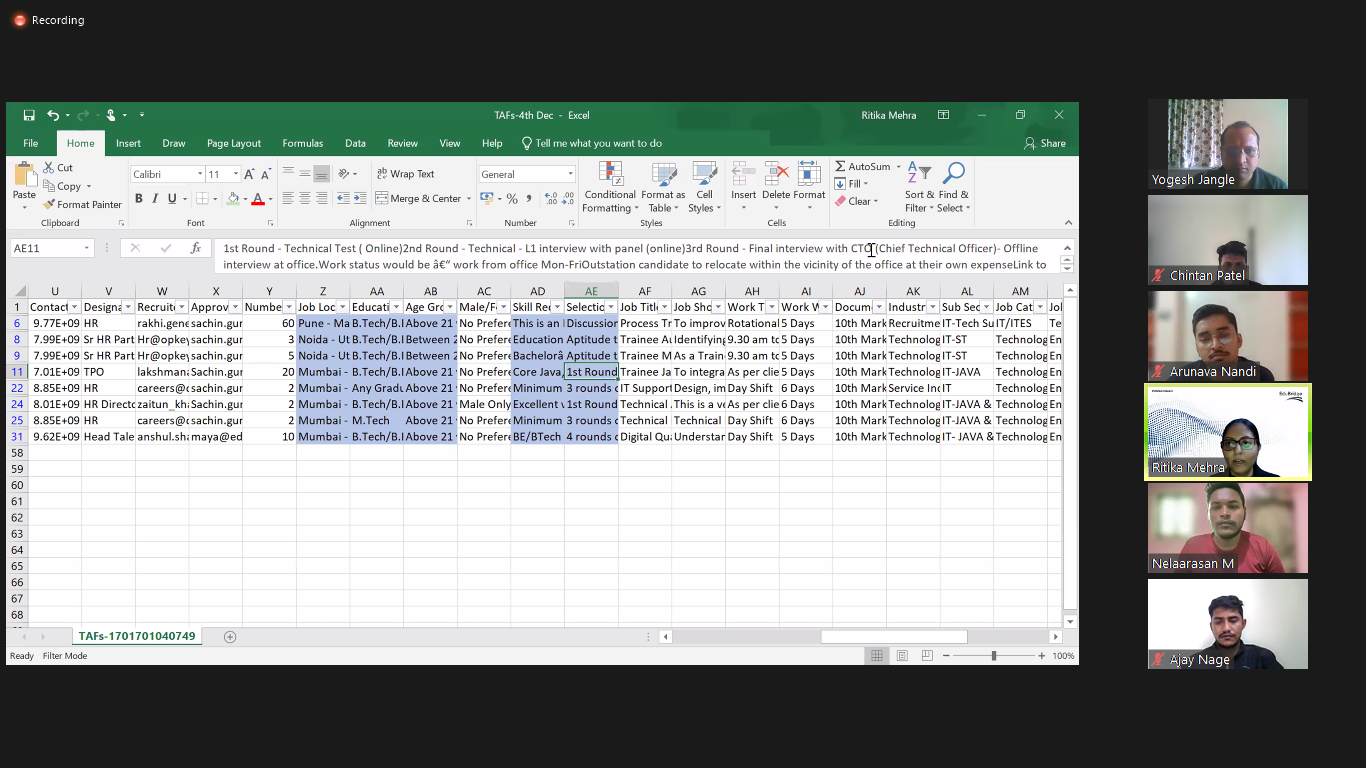 Recording
TAFs-4th Dec - Excel
Ritika Mehra
File Home Insert Draw Page Layout Formulas Data Review View Help Tell me what you want to do Share
Paste
Cut
Copy
Format Painter
Clipboard
Calibri 11
B I U
Font
Wrap Text
Merge & Center
Alignment
General
Number
Conditional Formatting
Format as Table
Cell Styles
Styles
Insert Delete Format
Cells
AutoSum
Fill
Clear
Sort & Filter
Find & Select
Editing
AE11
fx
1st Round - Technical Test ( Online)2nd Round - Technical - L1 interview with panel (online)3rd Round - Final interview with CTO (Chief Technical Officer)- Offline
interview at office.Work status would be â€“ work from office Mon-FriOutstation candidate to relocate within the vicinity of the office at their own expenseLink to
U V W X Y Z AA AB AC AD AE AF AG AH AI AJ AK AL AM
1 Contact Designa Recruite Approv Numbe Job Loc Educati Age Gro Male/F Skill Rec Selectio Job Title Job Sho Work T Work W Docum Industr Sub Sec Job Cat Jol
6 9.77E+09 HR rakhi.gene sachin.gur 60 Pune - Ma B.Tech/B.I Above 21 No Prefere This is an I Discussion Process Tr To improv Rotational 5 Days 10th Mark Recruitme IT-Tech Su IT/ITES Te
8 7.99E+09 Sr HR Part Hr@opkey sachin.gur 3 Noida - Ut B.Tech/B.I Between 2 No Prefere Education Aptitude t Trainee Au Identifying 9.30 am to 5 Days 10th Mark Technolog IT-ST Technolog En
9 7.99E+09 Sr HR Part Hr@opkey sachin.gur 5 Noida - Ut B.Tech/B.I Above 21 No Prefere Bachelorâ Aptitude t Trainee M As a Train 9.30 am to 5 Days 10th Mark Technolog IT-ST Technolog En
11 7.01E+09 TPO lakshmana sachin.gur 20 Mumbai - B.Tech/B.I Above 21 No Prefere Core Java, 1st Round Trainee Ja To integra As per clie 5 Days 10th Mark Technolog IT-JAVA Technolog En
22 8.85E+09 HR careers@c sachin.gur 2 Mumbai - Any Gradu Above 21 No Prefere Minimum 3 rounds c IT Support Design, im Day Shift 6 Days 10th Mark Service Inc IT Technolog En
24 8.01E+09 HR Directo zaitun_kh Sachin.gur 2 Mumbai - B.Tech/B.I Above 21 Male Only Excellent v 1st Round Technical This is a ve As per clie 6 Days 10th Mark Technolog IT-JAVA & Technolog En
25 8.85E+09 HR careers@c sachin.gur 2 Mumbai - M.Tech Above 21 No Prefere Minimum 3 rounds c Technical Technical Day Shift 6 Days 10th Mark Technolog IT-JAVA & Technolog En
31 9.62E+09 Head Tale anshul.sha maya@ed 10 Mumbai - B.Tech/B.I Above 21 No Prefere BE/BTech 4 rounds c Digital Qu Understan Day Shift 5 Days 10th Mark Technolog IT- JAVA & Technolog En
58
59
60
61
62
63
64
65
66
67
68
TAFs-1701701040749
Ready Filter Mode 100%
Yogesh Jangle
Chintan Patel
Arunava Nandi
EduBridge
Ritika Mehra
Nelaarasan M
Ajay Nage